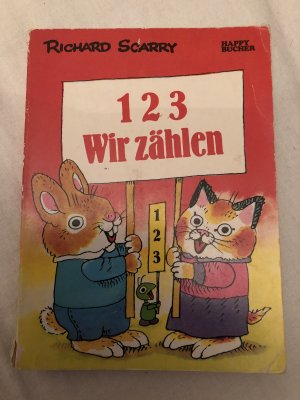 RICHARD SCARRY
HAPPY
BÜCHER
1 2 3
Wir zählen
1
2
3